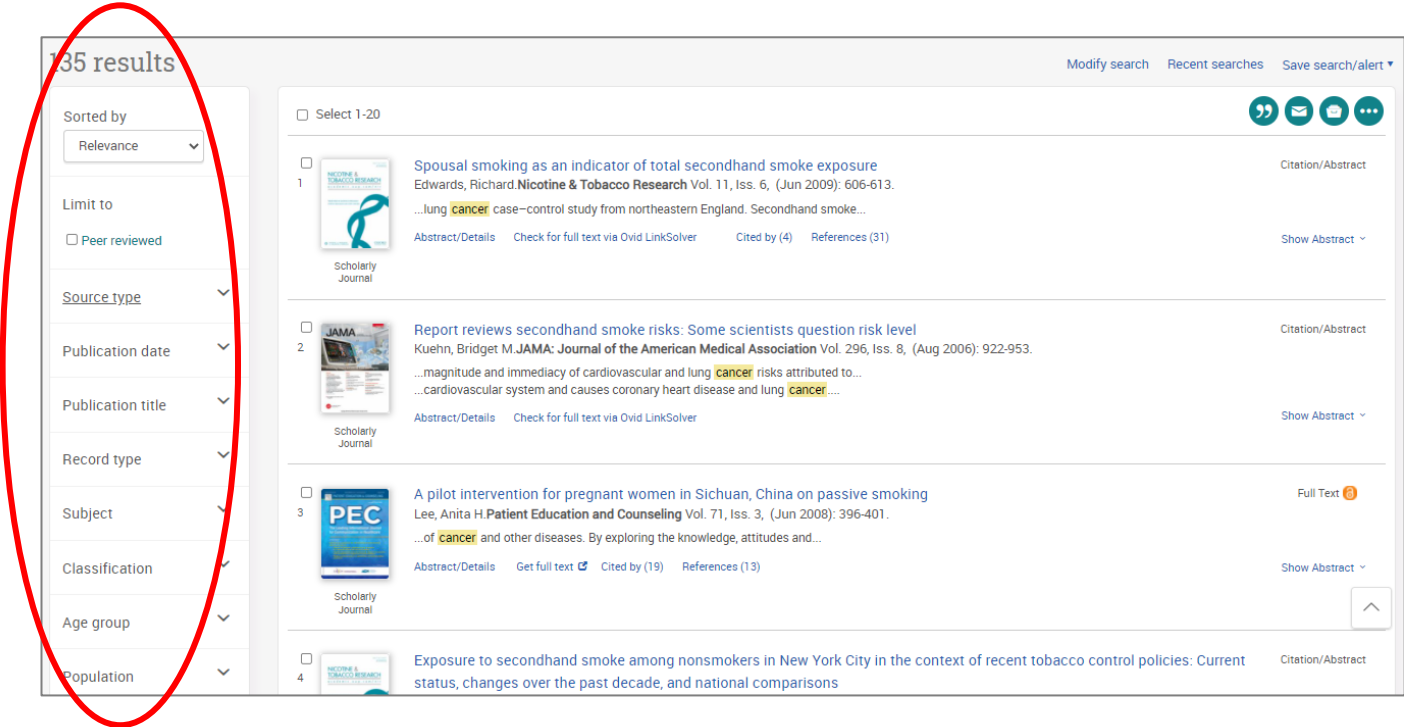 135 results
Modify search Recent searches Save search/alert
Sorted by
Relevance
Limit to
Peer reviewed
Source type
Publication date
Publication title
Record type
Subject
Classification
Age group
Population
Select 1-20
1
NICOTINE &
TOBACCO RESEARCH
Scholarly
Journal
Spousal smoking as an indicator of total secondhand smoke exposure
Edwards, Richard.Nicotine & Tobacco Research Vol. 11, Iss. 6, (Jun 2009): 606-613.
...lung cancer case–control study from northeastern England. Secondhand smoke...
Abstract/Details Check for full text via Ovid LinkSolver Cited by (4) References (31)
Citation/Abstract
Show Abstract
2
JAMA
Scholarly
Journal
Report reviews secondhand smoke risks: Some scientists question risk level
Kuehn, Bridget M.JAMA: Journal of the American Medical Association Vol. 296, Iss. 8, (Aug 2006): 922-953.
...magnitude and immediacy of cardiovascular and lung cancer risks attributed to...
...cardiovascular system and causes coronary heart disease and lung cancer....
Abstract/Details Check for full text via Ovid LinkSolver
Citation/Abstract
Show Abstract
3
PEC
Scholarly
Journal
A pilot intervention for pregnant women in Sichuan, China on passive smoking
Lee, Anita H.Patient Education and Counseling Vol. 71, Iss. 3, (Jun 2008): 396-401.
...of cancer and other diseases. By exploring the knowledge, attitudes and...
Abstract/Details Get full text Cited by (19) References (13)
Full Text
Show Abstract
4
NICOTINE &
TOBACCO RESEARCH
Exposure to secondhand smoke among nonsmokers in New York City in the context of recent tobacco control policies: Current
status, changes over the past decade, and national comparisons
Citation/Abstract